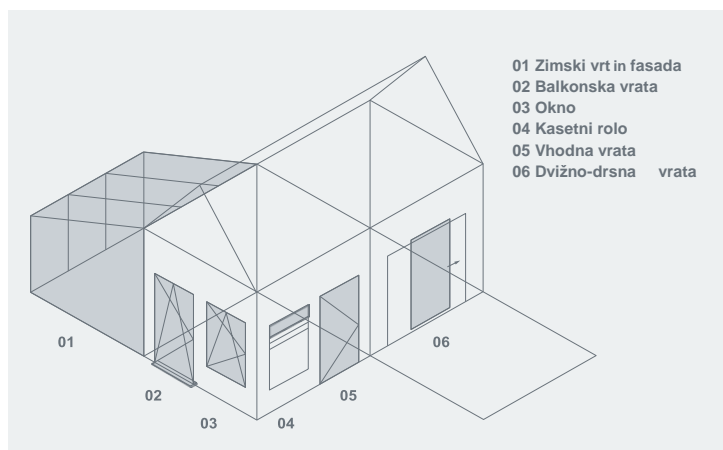 01 Zimski vrt in fasada
02 Balkonska vrata
03 Okno
04 Kasetni rolo
05 Vhodna vrata
06 Dvižno-drsna vrata
01
06
02
05
03
04